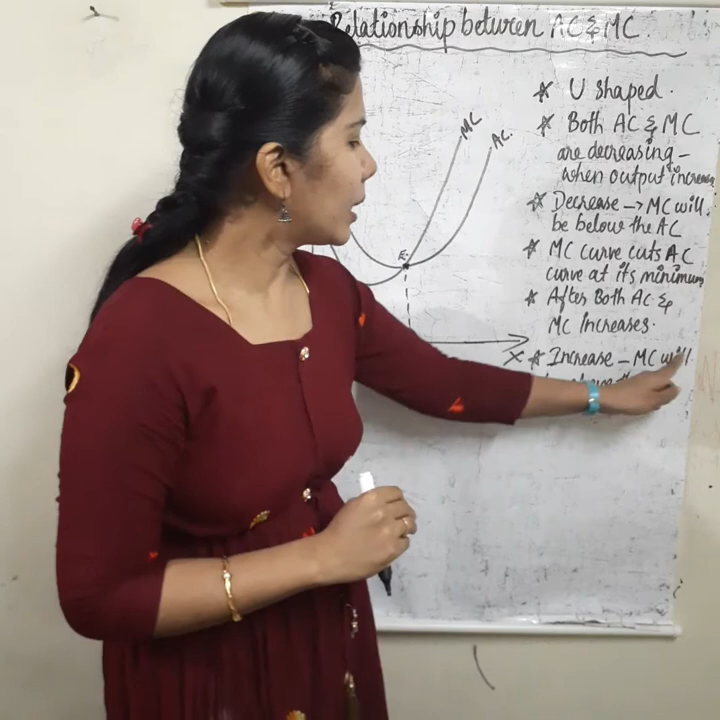 Relationship between AC & MC.
MC
AC.
E
X
* U shaped.
* Both AC & MC
are decreasing -
when output increa
* Decrease → MC will
be below the AC
* MC curve cuts AC
curve at its minimum
* After Both AC &
MC increases.
* Increase - MC will